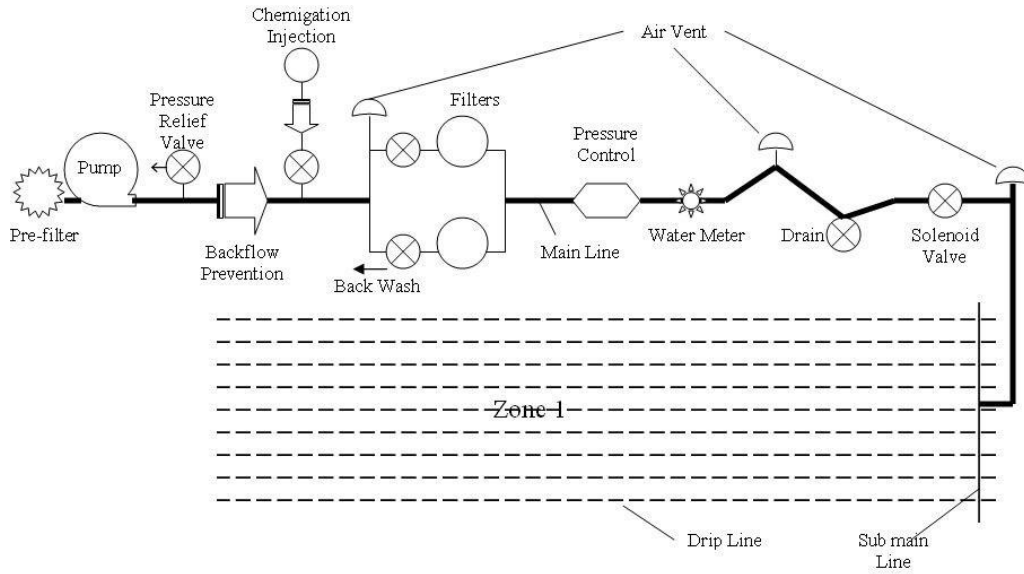 Chemigation
Injection
Air Vent
Pressure
Relief
Valve
Filters
Pressure
Control
Pump
Pre-filter
Backflow
Prevention
Back Wash
Main Line
Water Meter
Drain
Solenoid
Valve
Zone 1
Drip Line
Sub main
Line